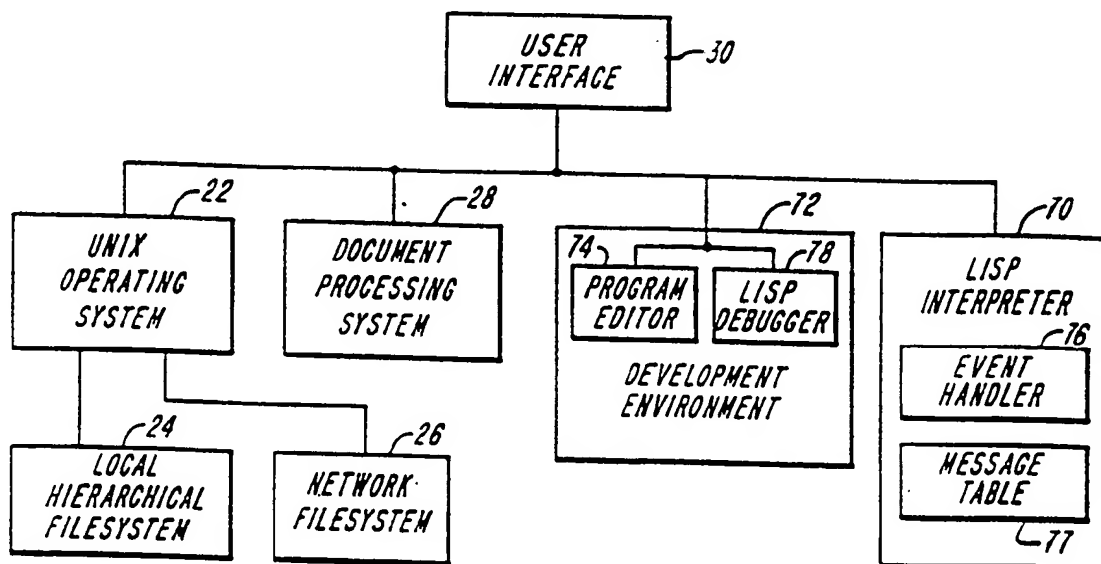 USER
INTERFACE
30
22
UNIX
OPERATING
SYSTEM
28
DOCUMENT
PROCESSING
SYSTEM
72
74
PROGRAM
EDITOR
78
LISP
DEBUGGER
DEVELOPMENT
ENVIRONMENT
70
LISP
INTERPRETER
76
EVENT
HANDLER
MESSAGE
TABLE
77
24
LOCAL
HIERARCHICAL
FILESYSTEM
26
NETWORK
FILESYSTEM